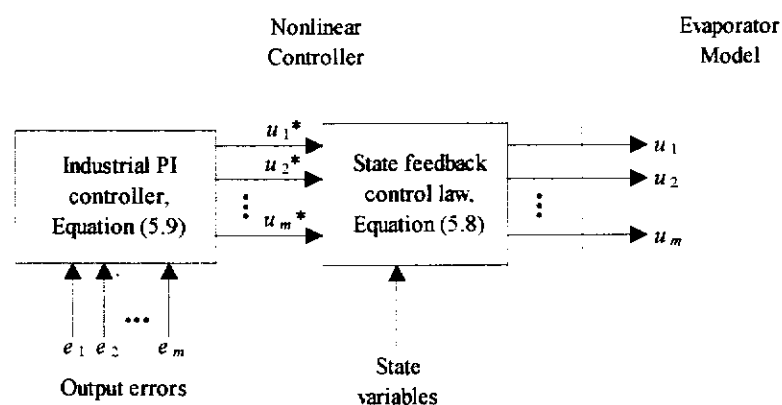 Nonlinear
Controller
Evaporator
Model
Industrial PI
controller,
Equation (5.9)
u1*
u2*
um*
State feedback
control law,
Equation (5.8)
u1
u2
um
e1 e2 ... em
Output errors
State
variables